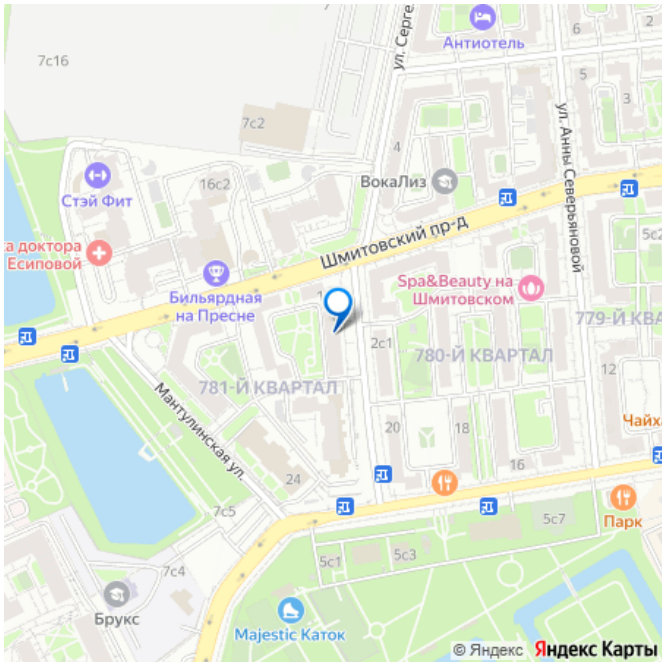 7с16
ул. Серге
Антиотель
6
2
5
3
7с2
ул. Анны Северьяновой
4
Стэй Фит
16с2
ВокаЛиз
Шмитовский пр-д
5с2
ка доктора
Есиповой
Бильярдная
на Пресне
Spa&Beauty на
Шмитовском
779-Й КВА
2с1
780-Й КВАРТАЛ
781-Й КВАРТАЛ
12
Мантулинская ул.
20
18
Чайха
24
16
7с5
5с7
Парк
5с1
5с3
7с4
Брукс
Majestic Каток
© Яндекс Яндекс Карты